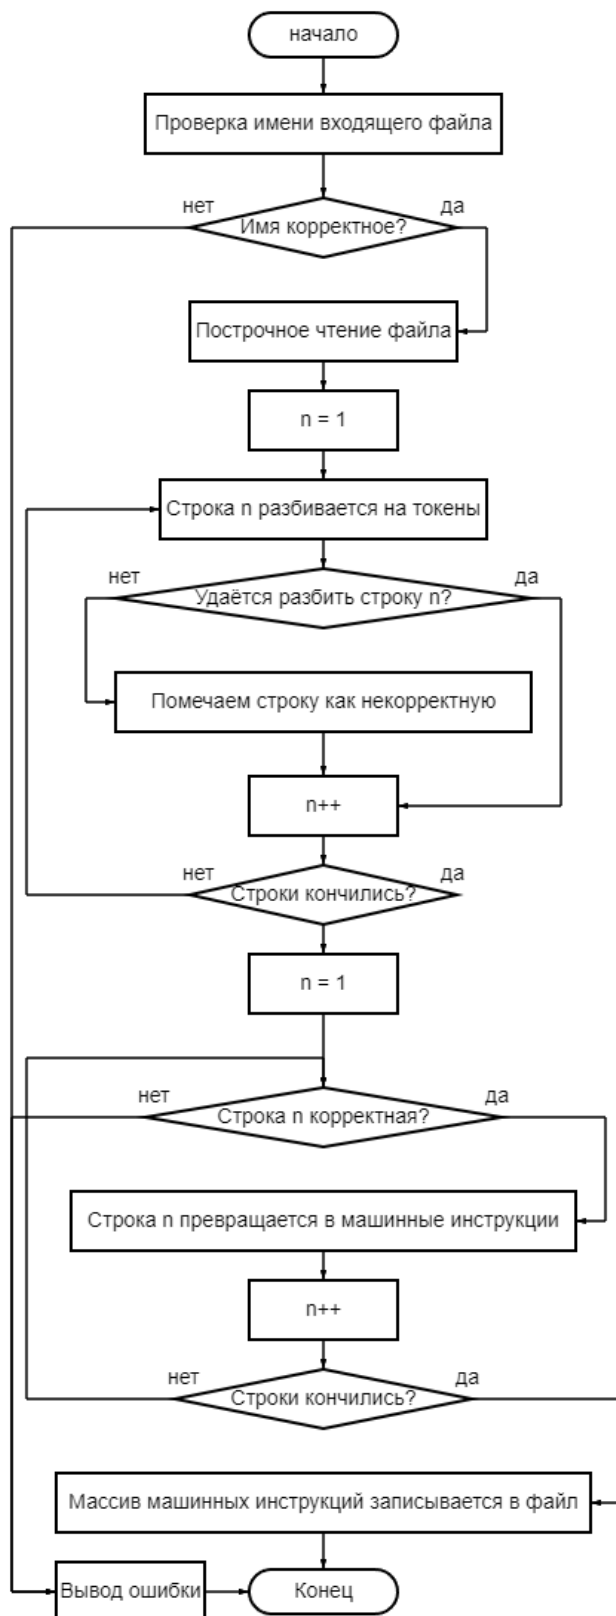 начало
Проверка имени входящего файла
нет
да
Имя корректное?
Построчное чтение файла
n = 1
Строка n разбивается на токены
нет
да
Удаётся разбить строку n?
Помечаем строку как некорректную
n++
нет
да
Строки кончились?
n = 1
нет
да
Строка n корректная?
Строка n превращается в машинные инструкции
n++
нет
да
Строки кончились?
Массив машинных инструкций записывается в файл
Вывод ошибки
Конец